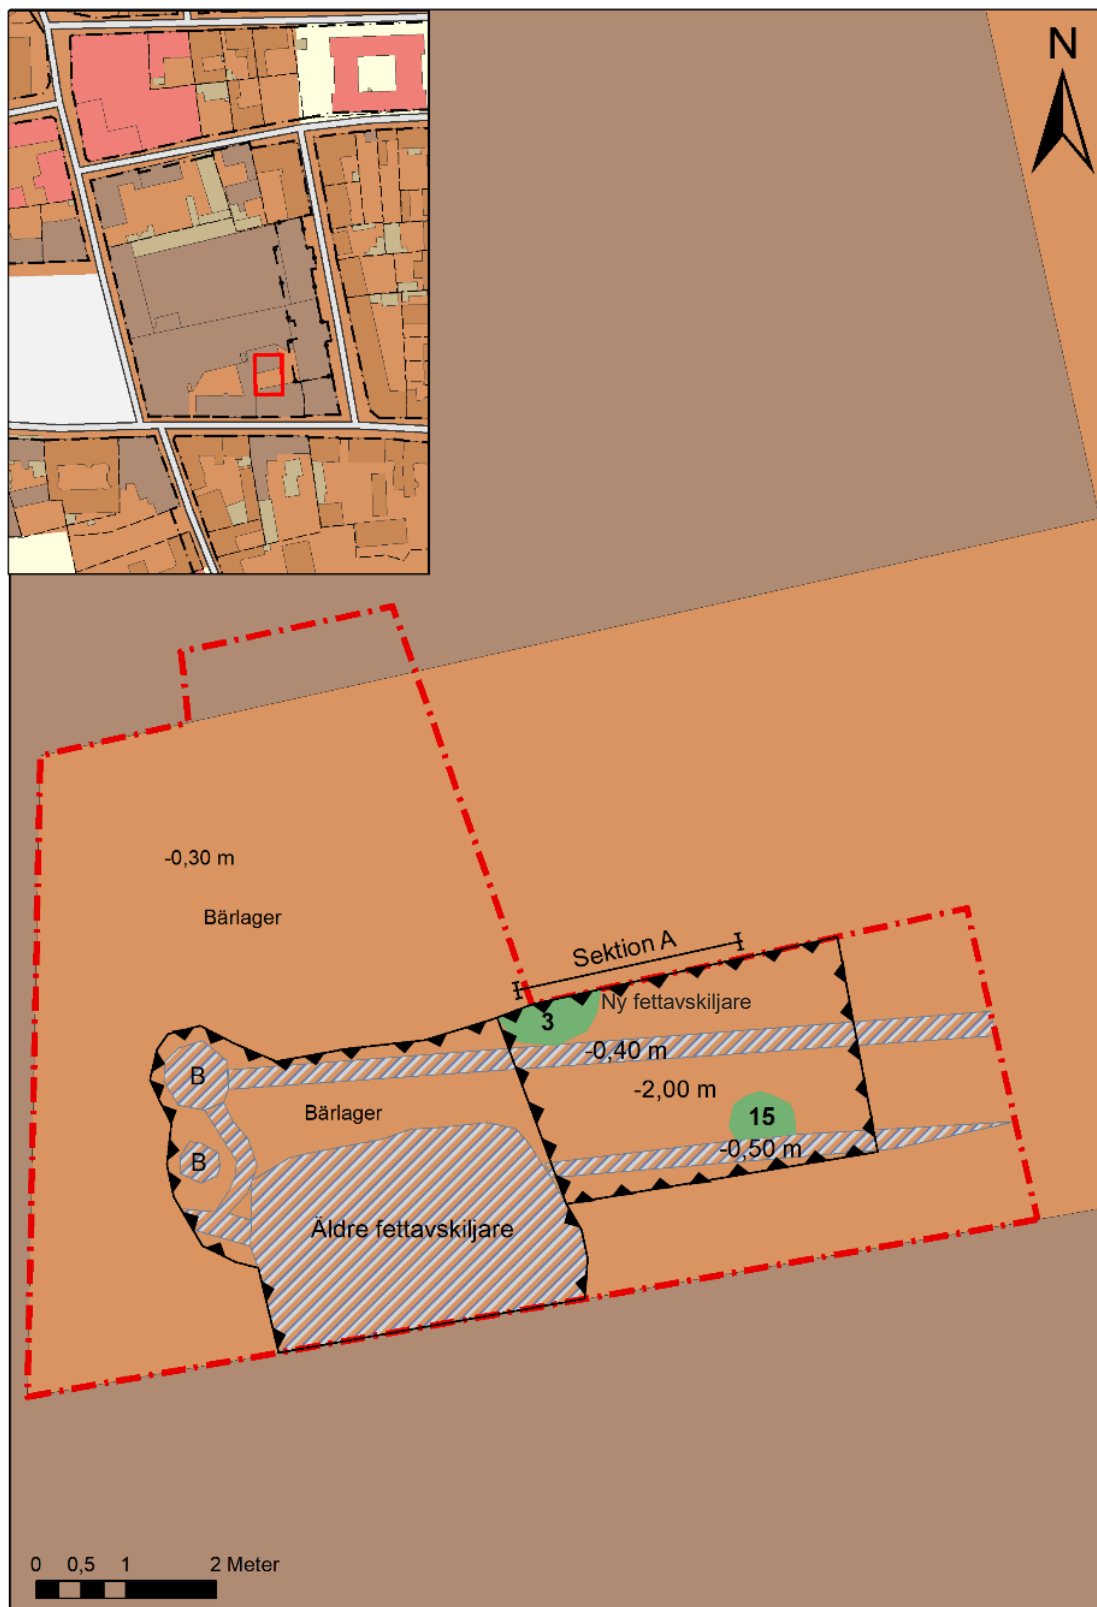 N
-0,30 m
Bärlager
Sektion A
Ny fettavskiljare
3
-0,40 m
B
-2,00 m
Bärlager
15
-0,50 m
B
Äldre fettavskiljare
0 0,5 1 2 Meter